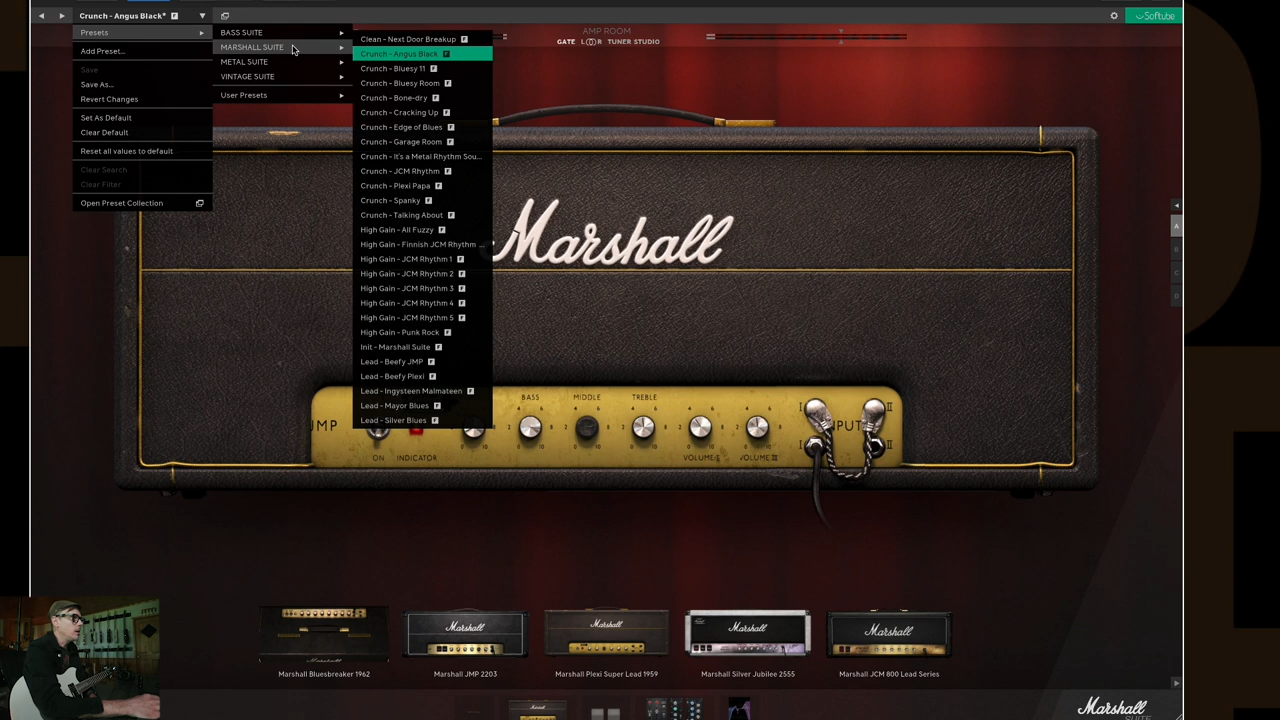 Crunch - Angus Black* F
Softube
Presets
Add Preset...
Save
Save As...
Revert Changes
Set As Default
Clear Default
Reset all values to default
Clear Search
Clear Filter
Open Preset Collection
BASS SUITE
MARSHALL SUITE
METAL SUITE
VINTAGE SUITE
User Presets
Clean - Next Door Breakup F
Crunch - Angus Black F
Crunch - Bluesy 11 F
Crunch - Bluesy Room F
Crunch - Bone-dry F
Crunch - Cracking Up F
Crunch - Edge of Blues F
Crunch - Garage Room F
Crunch - It's a Metal Rhythm Sou...
Crunch - JCM Rhythm F
Crunch - Plexi Papa F
Crunch - Spanky F
Crunch - Talking About F
High Gain - All Fuzzy F
High Gain - Finnish JCM Rhythm ...
High Gain - JCM Rhythm 1 F
High Gain - JCM Rhythm 2 F
High Gain - JCM Rhythm 3 F
High Gain - JCM Rhythm 4 F
High Gain - JCM Rhythm 5 F
High Gain - Punk Rock F
Init - Marshall Suite F
Lead - Beefy JMP F
Lead - Beefy Plexi F
Lead - Ingysteen Malmateen F
Lead - Mayor Blues F
Lead - Silver Blues F
AMP ROOM
GATE TUNER STUDIO
A
B
C
D
Marshall
JMP
ON INDICATOR
BASS MIDDLE TREBLE
VOLUME I VOLUME II
I INPUT II
I II
Marshall Bluesbreaker 1962
Marshall JMP 2203
Marshall Plexi Super Lead 1959
Marshall Silver Jubilee 2555
Marshall JCM 800 Lead Series
Marshall
SUITE